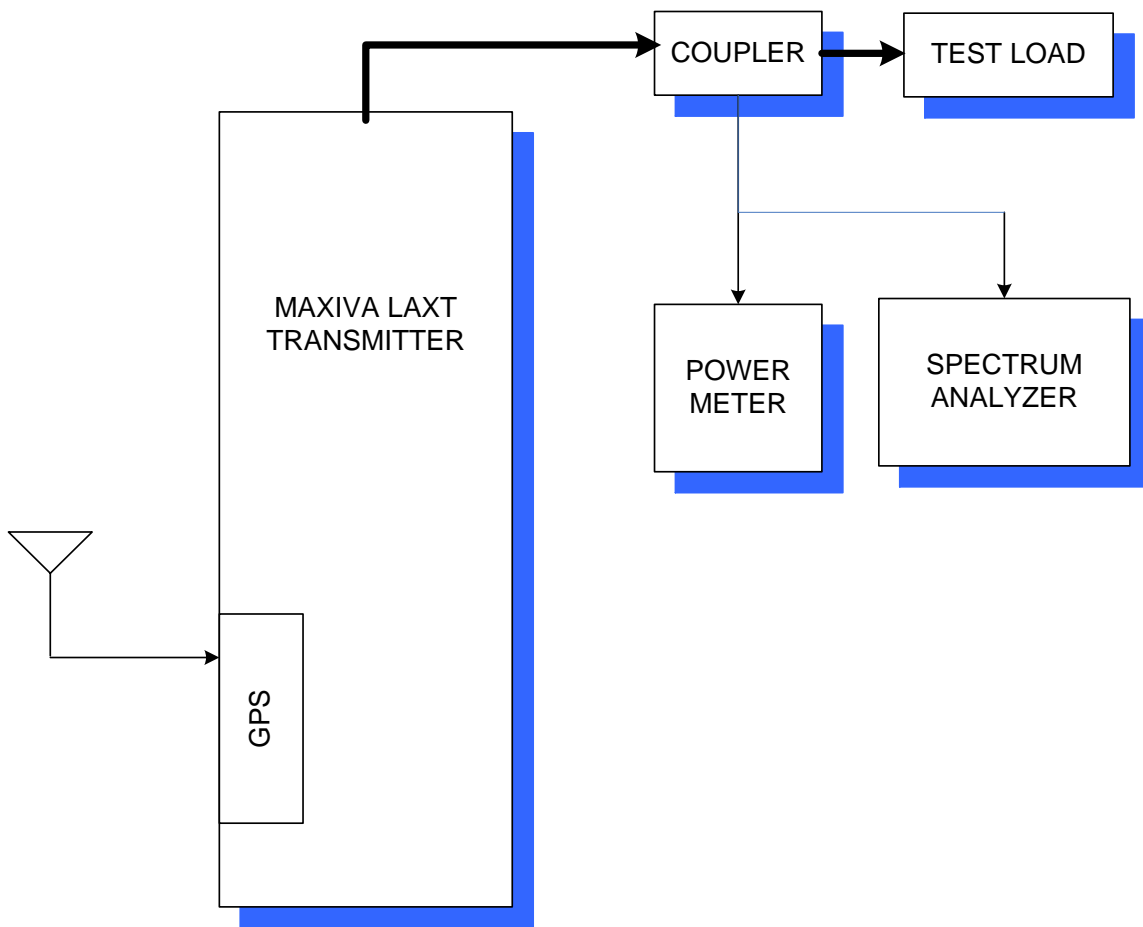 COUPLER
TEST LOAD
MAXIVA LAXT
TRANSMITTER
POWER
METER
SPECTRUM
ANALYZER
GPS